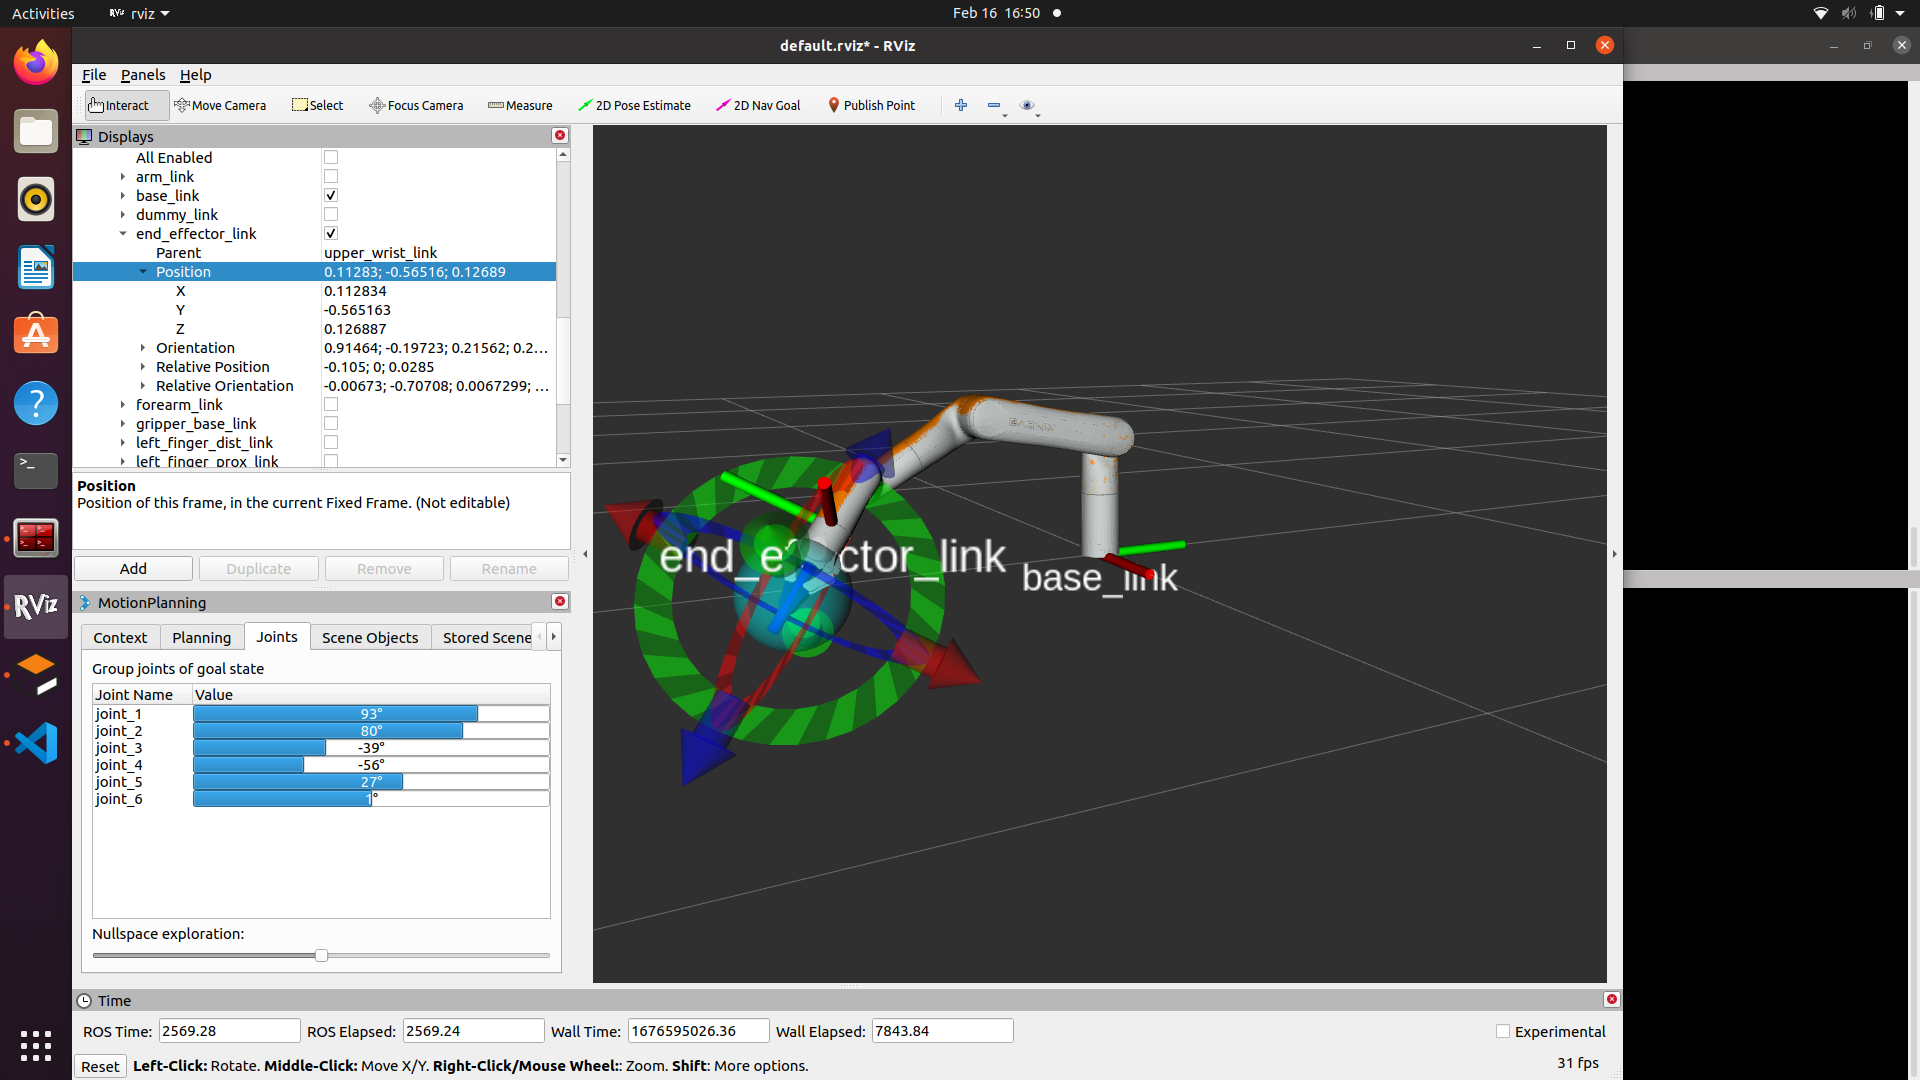 Activities rviz Feb 16 16:50
default.rviz* - RViz
File Panels Help
Interact Move Camera Select Focus Camera Measure 2D Pose Estimate 2D Nav Goal Publish Point
Displays
All Enabled
arm_link
base_link
dummy_link
end_effector_link
Parent upper_wrist_link
Position 0.11283; -0.56516; 0.12689
X 0.112834
Y -0.565163
Z 0.126887
Orientation 0.91464; -0.19723; 0.21562; 0.2...
Relative Position -0.105; 0; 0.0285
Relative Orientation -0.00673; -0.70708; 0.0067299; ...
forearm_link
gripper_base_link
left_finger_dist_link
left_finger_prox_link
Position
Position of this frame, in the current Fixed Frame. (Not editable)
Add Duplicate Remove Rename
MotionPlanning
Context Planning Joints Scene Objects Stored Scene
Group joints of goal state
Joint Name Value
joint_1 93°
joint_2 80°
joint_3 -39°
joint_4 -56°
joint_5 27°
joint_6 1°
Nullspace exploration:
end_effector_link
base_link
Time
ROS Time: 2569.28 ROS Elapsed: 2569.24 Wall Time: 1676595026.36 Wall Elapsed: 7843.84 Experimental
Reset Left-Click: Rotate. Middle-Click: Move X/Y. Right-Click/Mouse Wheel:: Zoom. Shift: More options. 31 fps
RViz